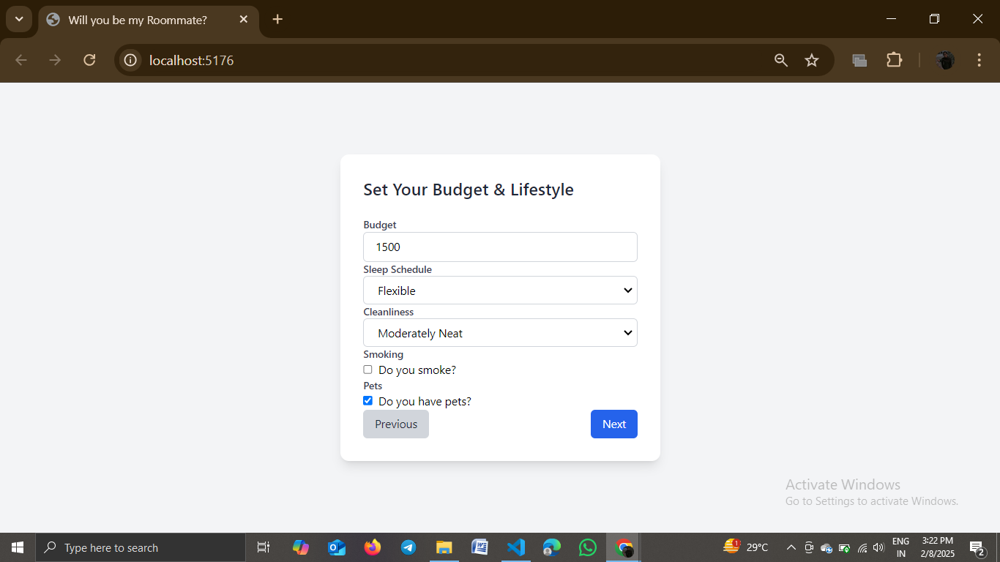 Will you be my Roommate?
localhost:5176
Set Your Budget & Lifestyle
Budget
1500
Sleep Schedule
Flexible
Cleanliness
Moderately Neat
Smoking
Do you smoke?
Pets
Do you have pets?
Previous
Next
Activate Windows
Go to Settings to activate Windows.
Type here to search
1
29°C
ENG
IN
3:22 PM
2/8/2025
2